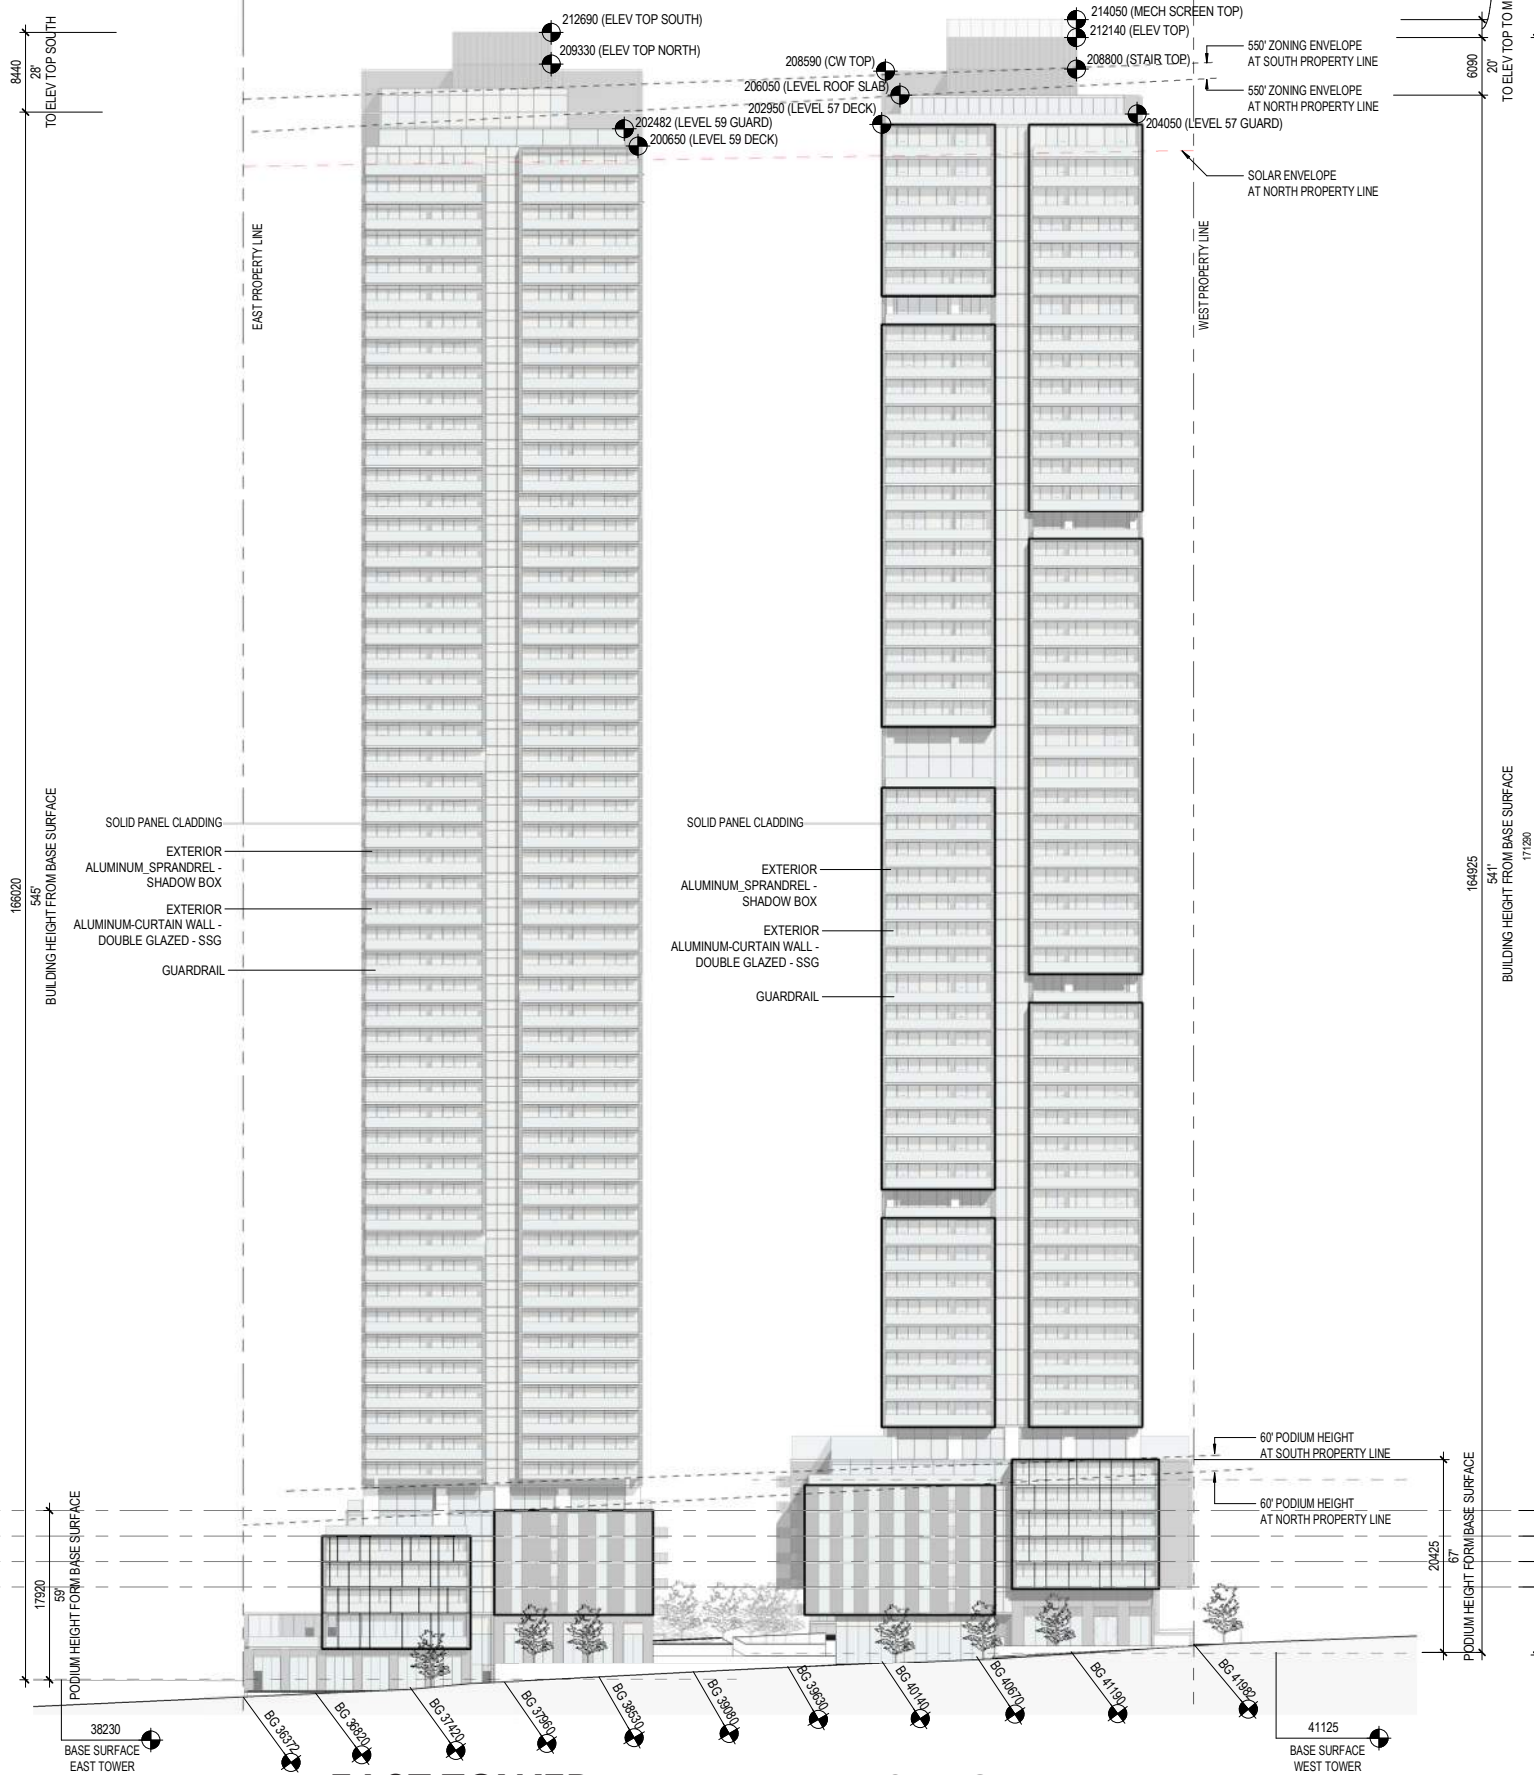 8440
28'
TO ELEV TOP SOUTH
212690 (ELEV TOP SOUTH)
209330 (ELEV TOP NORTH)
202482 (LEVEL 59 GUARD)
200650 (LEVEL 59 DECK)
208590 (CW TOP)
206050 (LEVEL ROOF SLAB)
202950 (LEVEL 57 DECK)
214050 (MECH SCREEN TOP)
212140 (ELEV TOP)
208800 (STAIR TOP)
204050 (LEVEL 57 GUARD)
550' ZONING ENVELOPE
AT SOUTH PROPERTY LINE
550' ZONING ENVELOPE
AT NORTH PROPERTY LINE
SOLAR ENVELOPE
AT NORTH PROPERTY LINE
6090
20'
TO ELEV TOP TO M
EAST PROPERTY LINE
WEST PROPERTY LINE
166020
545'
BUILDING HEIGHT FROM BASE SURFACE
SOLID PANEL CLADDING
EXTERIOR
ALUMINUM_SPRANDREL -
SHADOW BOX
EXTERIOR
ALUMINUM-CURTAIN WALL -
DOUBLE GLAZED - SSG
GUARDRAIL
SOLID PANEL CLADDING
EXTERIOR
ALUMINUM_SPRANDREL -
SHADOW BOX
EXTERIOR
ALUMINUM-CURTAIN WALL -
DOUBLE GLAZED - SSG
GUARDRAIL
164925
541'
BUILDING HEIGHT FROM BASE SURFACE
171290
60' PODIUM HEIGHT
AT SOUTH PROPERTY LINE
60' PODIUM HEIGHT
AT NORTH PROPERTY LINE
17920
59'
PODIUM HEIGHT FORM BASE SURFACE
20425
67'
PODIUM HEIGHT FORM BASE SURFACE
BG 36372
BG 36820
BG 37420
BG 37960
BG 38530
BG 39080
BG 39630
BG 40140
BG 40670
BG 41190
BG 41982
38230
BASE SURFACE
EAST TOWER
41125
BASE SURFACE
WEST TOWER
EAST TOWER